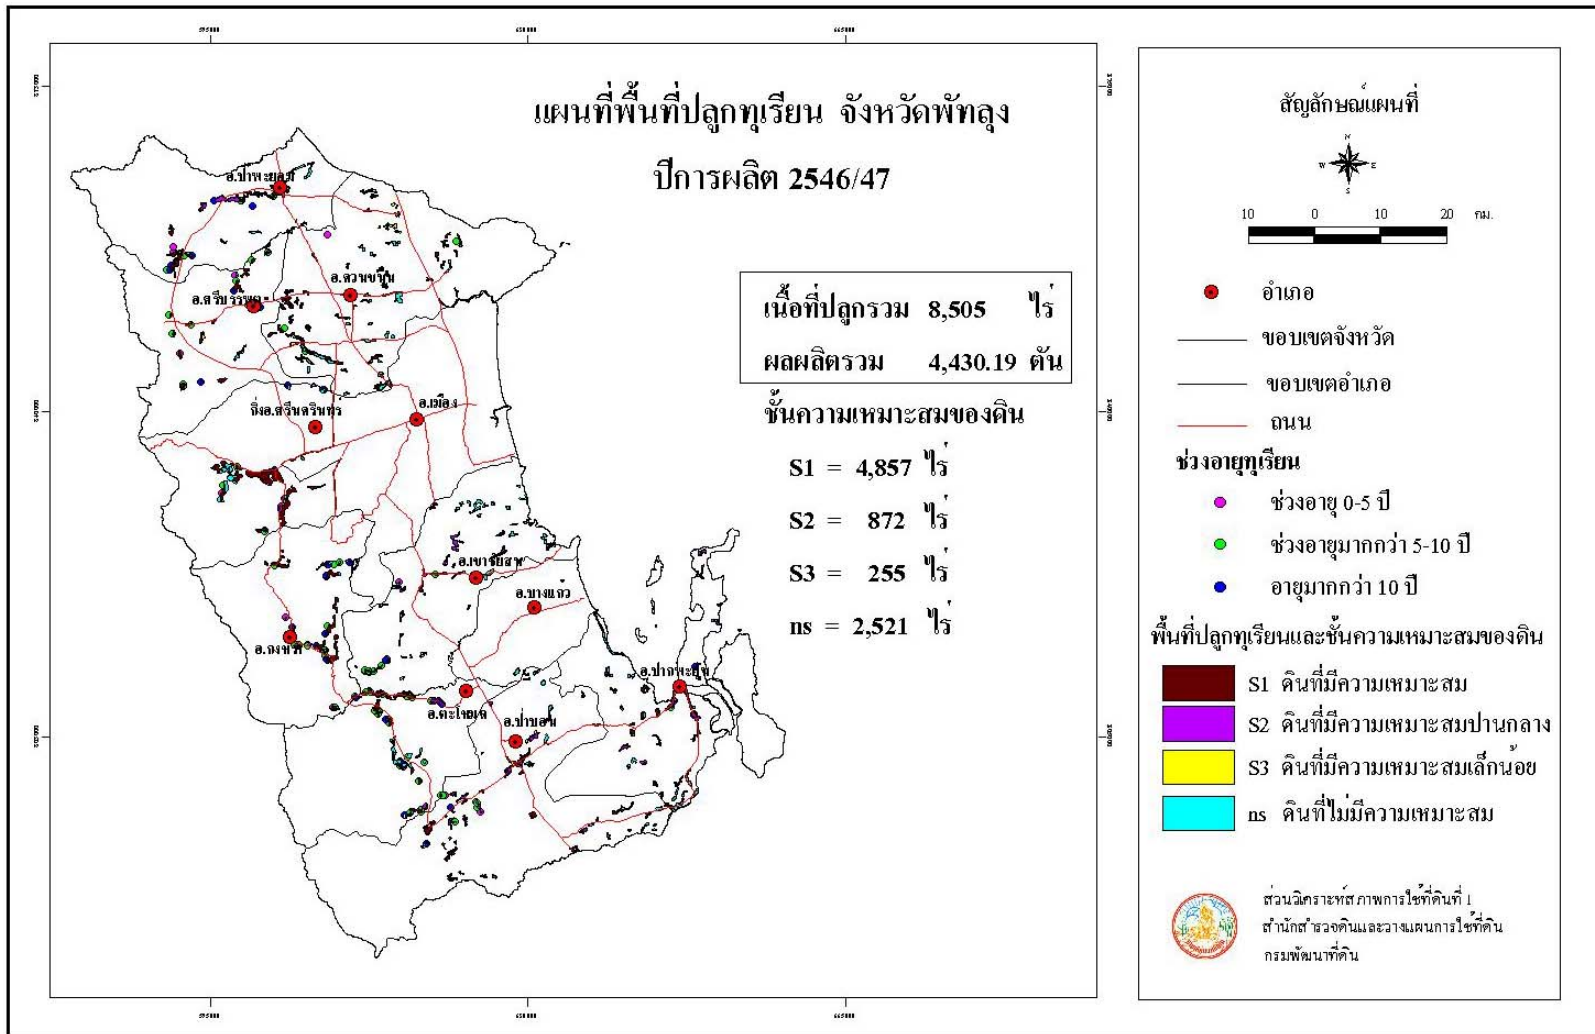 แผนที่พื้นที่ปลูกทุเรียน จังหวัดพัทลุง
ปีการผลิต 2546/47
เนื้อที่ปลูกรวม 8,505 ไร่
ผลผลิตรวม 4,430.19 ตัน
ชั้นความเหมาะสมของดิน
S1 = 4,857 ไร่
S2 = 872 ไร่
S3 = 255 ไร่
ns = 2,521 ไร่
อ.ป่าพะยอม
อ.ควนขนุน
อ.ศรีบรรพต
กิ่งอ.ศรีนครินทร์
อ.เมือง
อ.เขาชัยสน
อ.บางแก้ว
อ.กงหรา
อ.ปากพะยูน
อ.ตะโหมด
อ.ป่าบอน
สัญลักษณ์แผนที่
N
W E
S
10 0 10 20 กม.
อำเภอ
ขอบเขตจังหวัด
ขอบเขตอำเภอ
ถนน
ช่วงอายุทุเรียน
ช่วงอายุ 0-5 ปี
ช่วงอายุมากกว่า 5-10 ปี
อายุมากกว่า 10 ปี
พื้นที่ปลูกทุเรียนและชั้นความเหมาะสมของดิน
S1 ดินที่มีความเหมาะสม
S2 ดินที่มีความเหมาะสมปานกลาง
S3 ดินที่มีความเหมาะสมเล็กน้อย
ns ดินที่ไม่มีความเหมาะสม
ส่วนวิเคราะห์สภาพการใช้ที่ดินที่ 1
สำนักสำรวจดินและวางแผนการใช้ที่ดิน
กรมพัฒนาที่ดิน